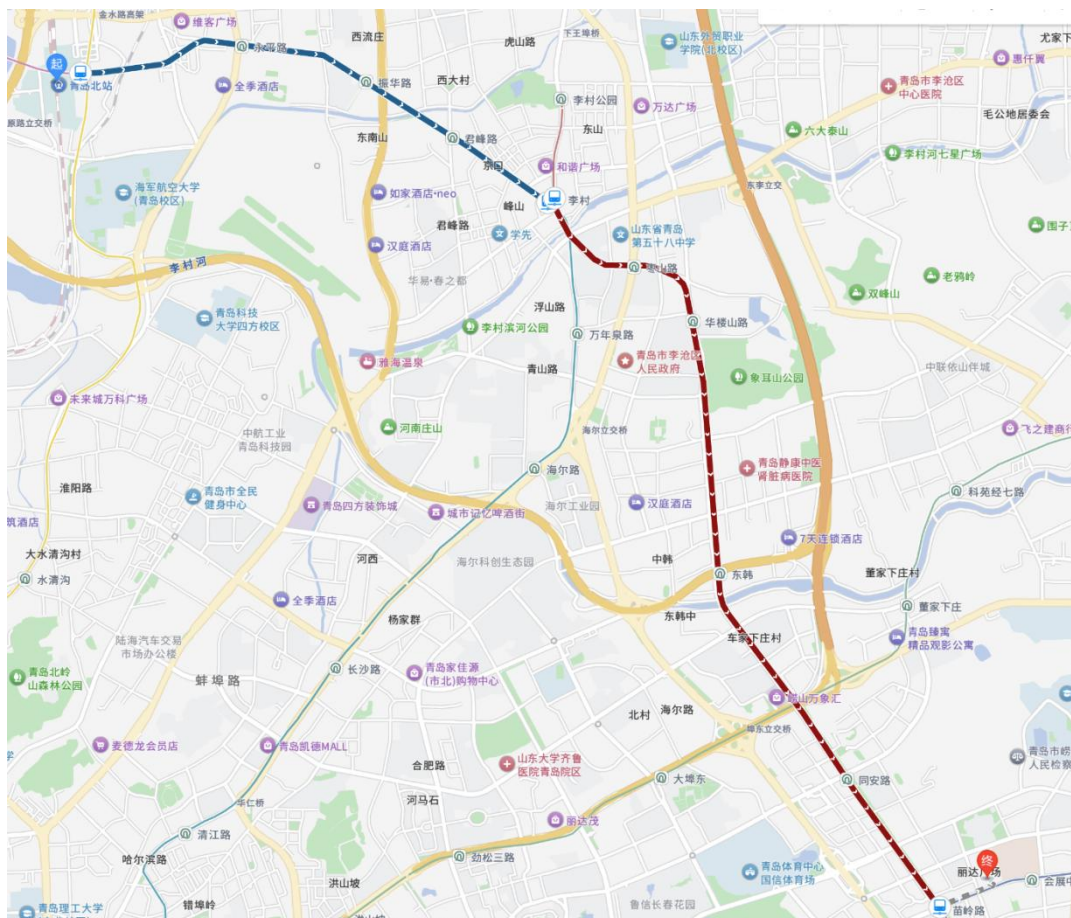 金水路高架
维客广场
永平路
西流庄
虎山路
下王埠桥
山东外贸职业
学院(北校区)
尤家下
惠仟翼
起
青岛北站
全季酒店
振华路
西大村
李村公园
万达广场
青岛市李沧区
中心医院
毛公地居委会
原路立交桥
东南山
君峰路
东山
六大泰山
李村河七星广场
京口
和谐广场
海军航空大学
(青岛校区)
如家酒店·neo
峰山
李村
东李立交
君峰路
学先
山东省青岛
第五十八中学
围子
汉庭酒店
李村河
华易·春之都
老鸦岭
双峰山
浮山路
青岛科技
大学四方校区
李村滨河公园
万年泉路
华楼山路
雅海温泉
青山路
青岛市李沧区
人民政府
象耳山公园
中联依山伴城
未来城万科广场
中航工业
青岛科技园
河南庄山
海尔立交桥
飞之建商行
海尔路
青岛静康中医
肾脏病医院
淮阳路
青岛市全民
健身中心
青岛四方装饰城
城市记忆啤酒街
海尔工业园
汉庭酒店
科苑经七路
筑酒店
大水清沟村
河西
海尔科创生态园
中韩
7天连锁酒店
水清沟
东韩
董家下庄村
全季酒店
杨家群
东韩中
董家下庄
陆海汽车交易
市场办公楼
车家下庄村
青岛臻寓
精品观影公寓
青岛北岭
山森林公园
蚌埠路
长沙路
青岛家佳源
(市北)购物中心
崂山万象汇
北村
海尔路
埠东立交桥
麦德龙会员店
青岛凯德MALL
合肥路
山东大学齐鲁
医院青岛院区
大埠东
同安路
青岛市崂
人民检察
华仁桥
河马石
清江路
丽达茂
哈尔滨路
劲松三路
青岛体育中心
国信体育场
终
丽达广场
洪山坡
会展中
青岛理工大学
错埠岭
鲁信长春花园
苗岭路